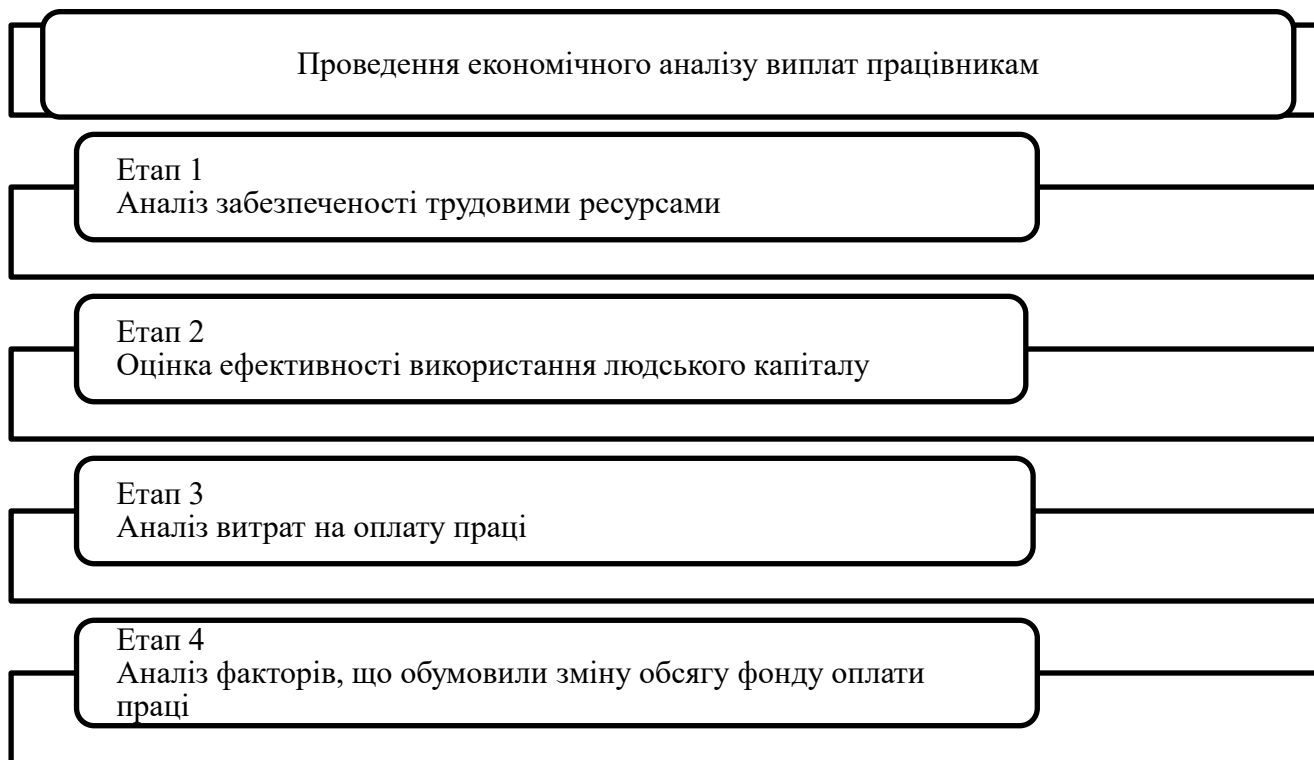 Проведення економічного аналізу виплат працівникам
Етап 1
Аналіз забезпеченості трудовими ресурсами
Етап 2
Оцінка ефективності використання людського капіталу
Етап 3
Аналіз витрат на оплату праці
Етап 4
Аналіз факторів, що обумовили зміну обсягу фонду оплати
праці